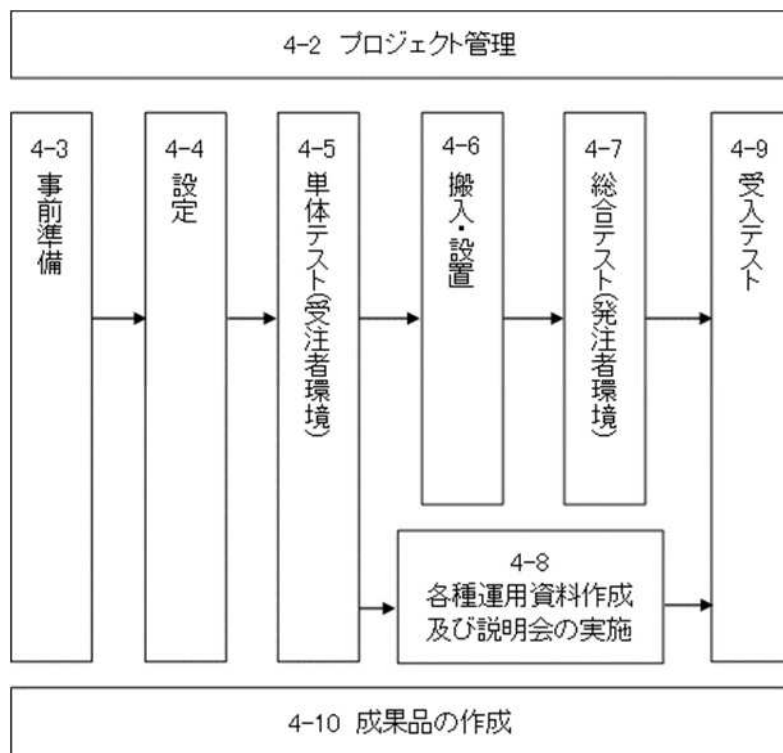 4-2 プロジェクト管理
4-3
事前準備
4-4
設定
4-5
単体テスト(受注者環境)
4-6
搬入・設置
4-7
総合テスト(発注者環境)
4-9
受入テスト
4-8
各種運用資料作成
及び説明会の実施
4-10 成果品の作成